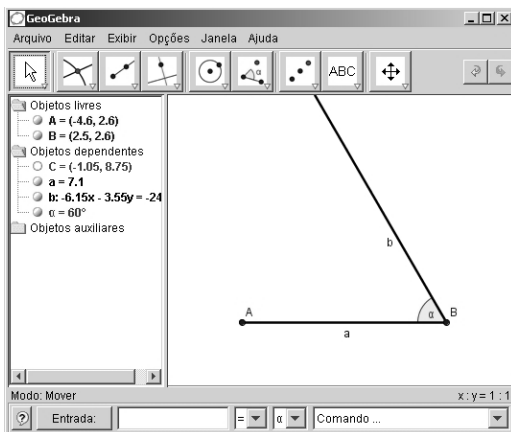 GeoGebra
Arquivo Editar Exibir Opções Janela Ajuda
α ABC
Objetos livres
A = (-4.6, 2.6)
B = (2.5, 2.6)
Objetos dependentes
C = (-1.05, 8.75)
a = 7.1
b: -6.15x - 3.55y = -24
α = 60°
Objetos auxiliares
b
A
α
B
a
Modo: Mover
x : y = 1 : 1
? Entrada: = α Comando ...